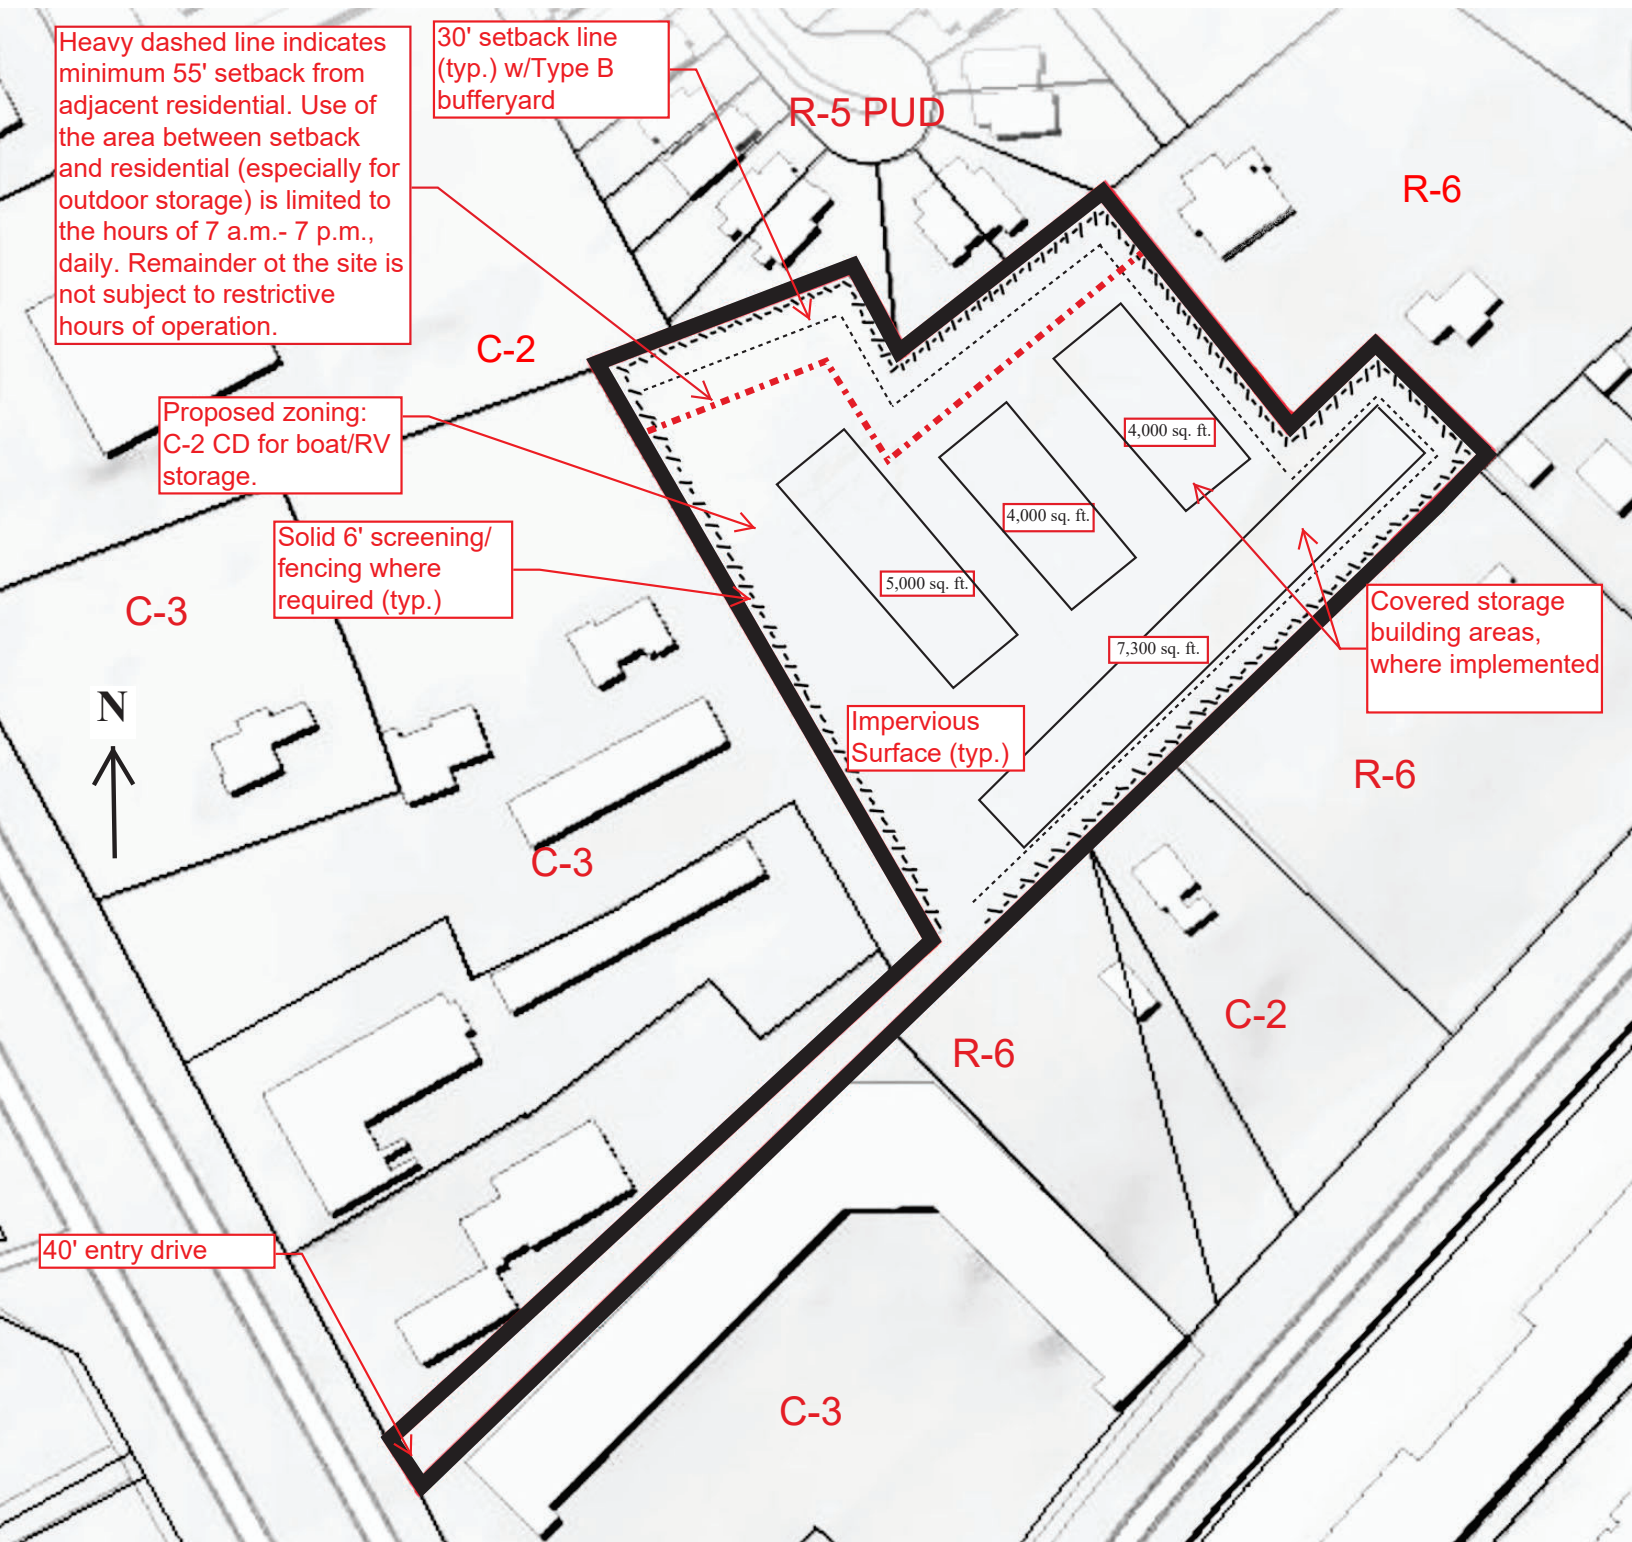 Heavy dashed line indicates
minimum 55' setback from
adjacent residential. Use of
the area between setback
and residential (especially for
outdoor storage) is limited to
the hours of 7 a.m.- 7 p.m.,
daily. Remainder ot the site is
not subject to restrictive
hours of operation.
30' setback line
(typ.) w/Type B
bufferyard
R-5 PUD
R-6
C-2
Proposed zoning:
C-2 CD for boat/RV
storage.
4,000 sq. ft.
4,000 sq. ft.
Solid 6' screening/
fencing where
required (typ.)
5,000 sq. ft.
C-3
7,300 sq. ft.
Covered storage
building areas,
where implemented
N
Impervious
Surface (typ.)
R-6
C-3
C-2
R-6
40' entry drive
C-3